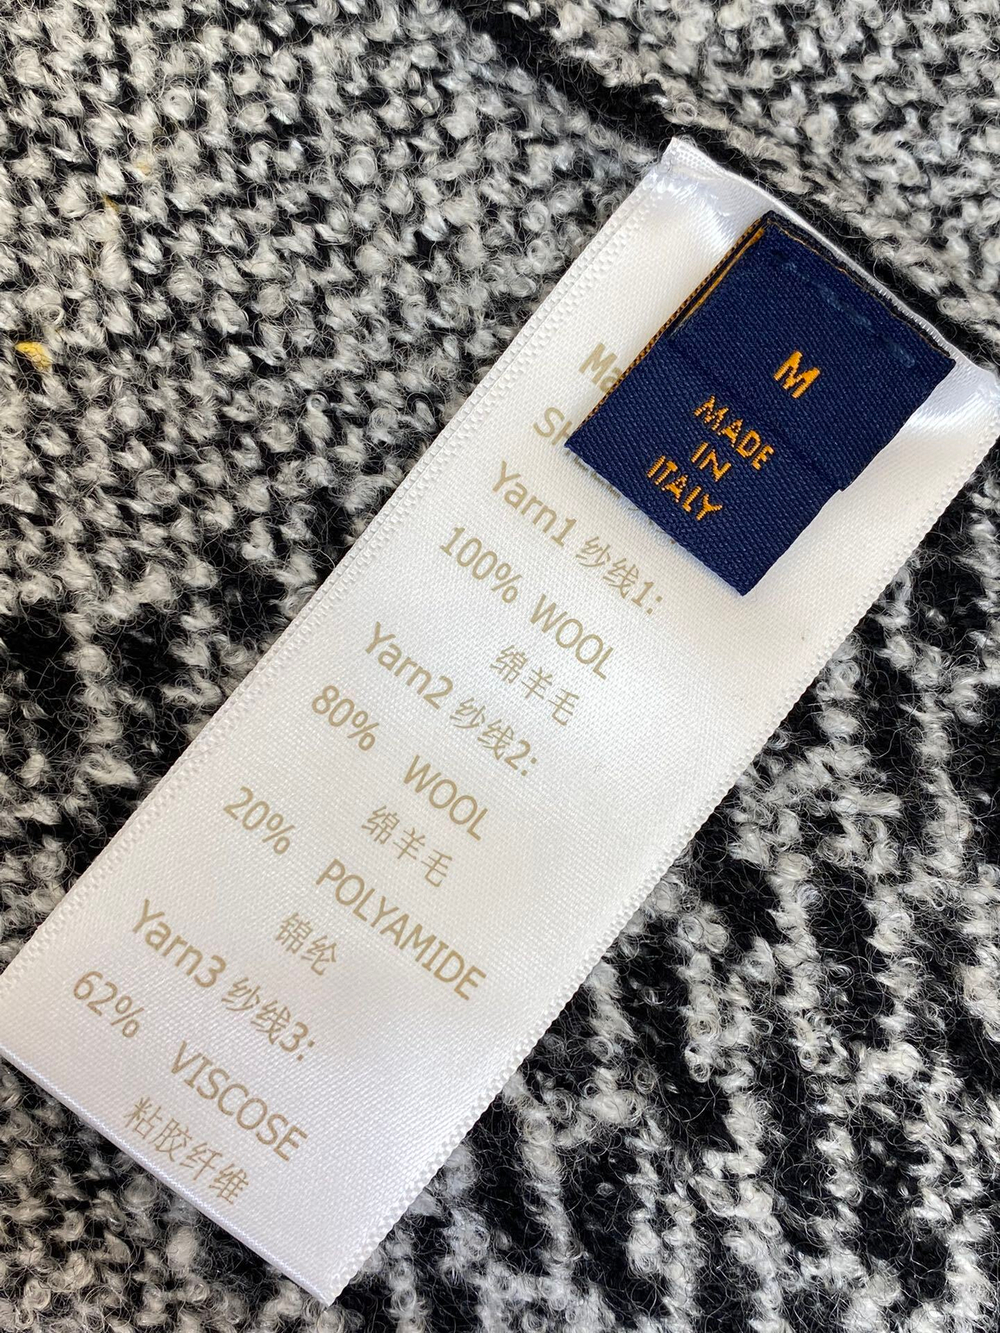 M
MADE
IN
ITALY
Yarn1 纱线1:
100% WOOL
绵羊毛
Yarn2 纱线2:
80% WOOL
绵羊毛
20% POLYAMIDE
锦纶
Yarn3 纱线3:
62% VISCOSE
粘胶纤维